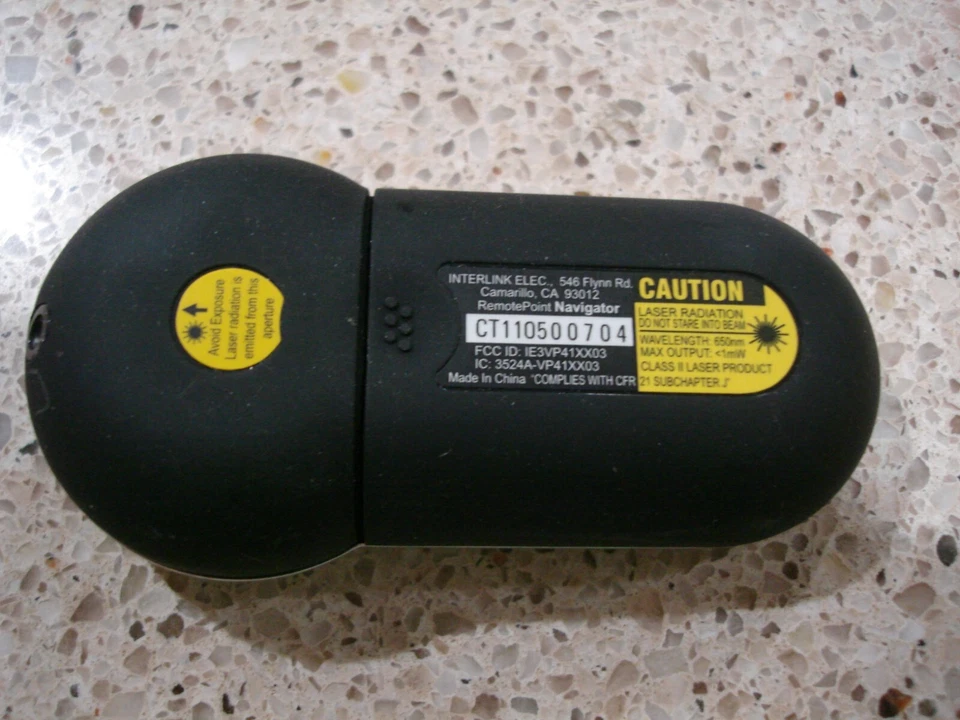 Avoid Exposure
Laser radiation is
emitted from this
aperture
INTERLINK ELEC., 546 Flynn Rd.
Camarillo, CA 93012
RemotePoint Navigator
CT110500704
FCC ID: IE3VP41XX03
IC: 3524A-VP41XX03
Made In China "COMPLIES WITH CFR 21 SUBCHAPTER J"
CAUTION
LASER RADIATION
DO NOT STARE INTO BEAM
WAVELENGTH: 650nm
MAX OUTPUT: <1mW
CLASS II LASER PRODUCT